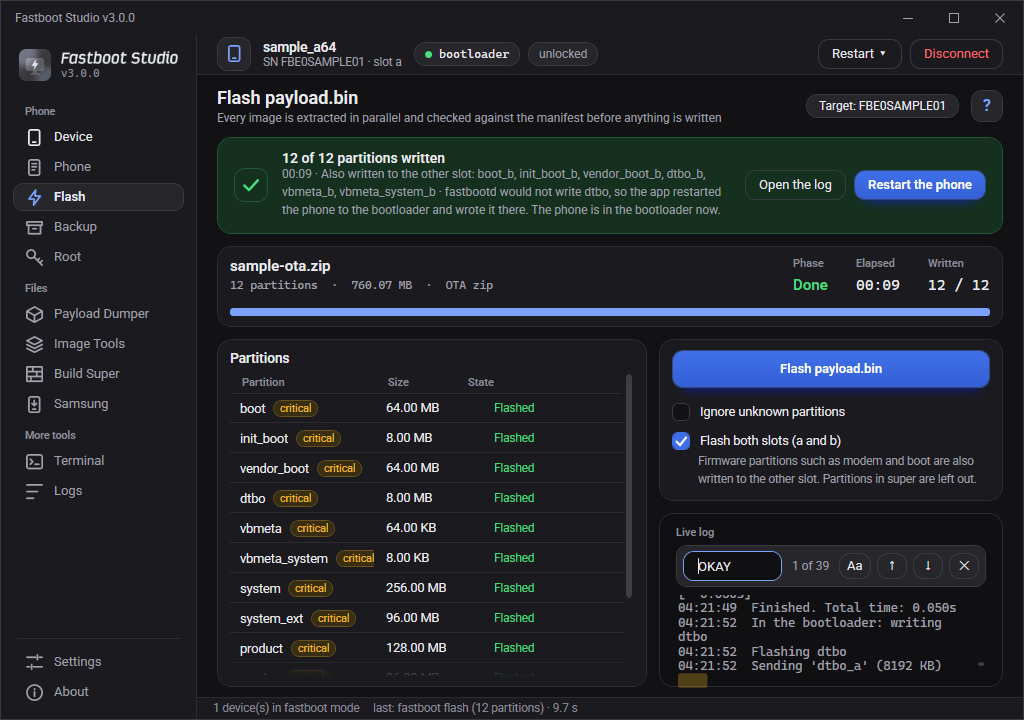 Fastboot Studio v3.0.0
Fastboot Studio
v3.0.0
Phone
Device
Phone
Flash
Backup
Root
Files
Payload Dumper
Image Tools
Build Super
Samsung
More tools
Terminal
Logs
Settings
About
sample_a64
SN FBE0SAMPLE01 · slot a
bootloader
unlocked
Restart ▾
Disconnect
Flash payload.bin
Every image is extracted in parallel and checked against the manifest before anything is written
Target: FBE0SAMPLE01
?
12 of 12 partitions written
00:09 · Also written to the other slot: boot_b, init_boot_b, vendor_boot_b, dtbo_b,
vbmeta_b, vbmeta_system_b · fastbootd would not write dtbo, so the app restarted
the phone to the bootloader and wrote it there. The phone is in the bootloader now.
Open the log
Restart the phone
sample-ota.zip
12 partitions · 760.07 MB · OTA zip
Phase Elapsed Written
Done 00:09 12 / 12
Partitions
Partition Size State
boot critical 64.00 MB Flashed
init_boot critical 8.00 MB Flashed
vendor_boot critical 64.00 MB Flashed
dtbo critical 8.00 MB Flashed
vbmeta critical 64.00 KB Flashed
vbmeta_system critical 8.00 KB Flashed
system critical 256.00 MB Flashed
system_ext critical 96.00 MB Flashed
product critical 128.00 MB Flashed
Flash payload.bin
Ignore unknown partitions
Flash both slots (a and b)
Firmware partitions such as modem and boot are also
written to the other slot. Partitions in super are left out.
Live log
OKAY 1 of 39 Aa ↑ ↓ ✕
04:21:49 Finished. Total time: 0.050s
04:21:52 In the bootloader: writing
dtbo
04:21:52 Flashing dtbo
04:21:52 Sending 'dtbo_a' (8192 KB)
1 device(s) in fastboot mode last: fastboot flash (12 partitions) · 9.7 s